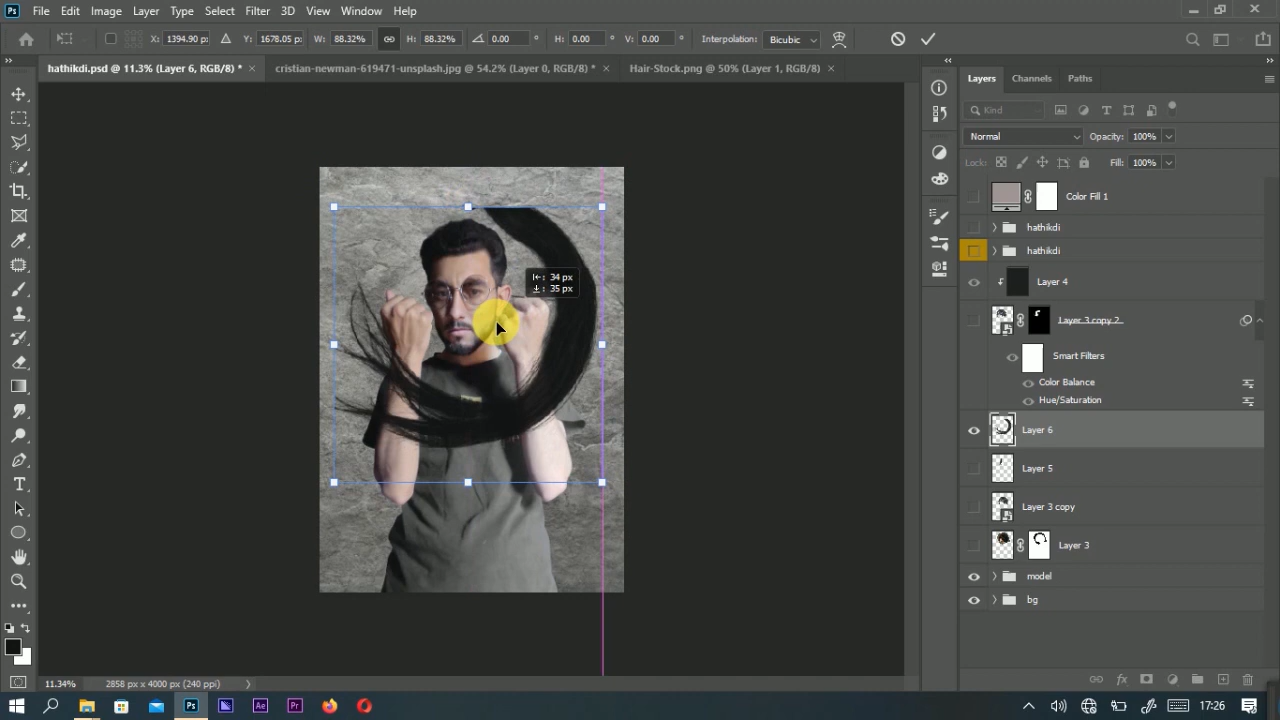 Ps File Edit Image Layer Type Select Filter 3D View Window Help
X: 1394.90 p: Δ Y: 1678.05 p: W: 88.32% H: 88.32% 0.00 ° H: 0.00 ° V: 0.00 ° Interpolation: Bicubic
hathikdi.psd @ 11.3% (Layer 6, RGB/8) * × cristian-newman-619471-unsplash.jpg @ 54.2% (Layer 0, RGB/8) * × Hair-Stock.png @ 50% (Layer 1, RGB/8) ×
Layers Channels Paths
Kind
Normal Opacity: 100%
Lock: Fill: 100%
Color Fill 1
hathikdi
hathikdi
Layer 4
Layer 3 copy 2
Smart Filters
Color Balance
Hue/Saturation
Layer 6
Layer 5
Layer 3 copy
Layer 3
model
bg
34 px
35 px
11.34% 2858 px x 4000 px (240 ppi)
Ps Ae Pr 17:26